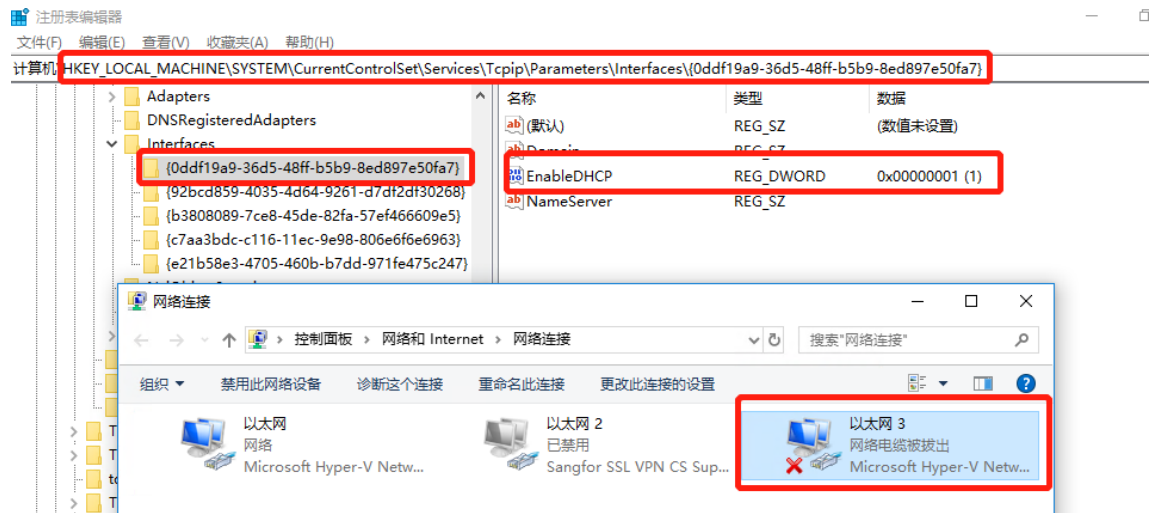 注册表编辑器
文件(F) 编辑(E) 查看(V) 收藏夹(A) 帮助(H)
计算机\HKEY_LOCAL_MACHINE\SYSTEM\CurrentControlSet\Services\Tcpip\Parameters\Interfaces\{0ddf19a9-36d5-48ff-b5b9-8ed897e50fa7}
Adapters
DNSRegisteredAdapters
Interfaces
{0ddf19a9-36d5-48ff-b5b9-8ed897e50fa7}
{92bcd859-4035-4d64-9261-d7df2df30268}
{b3808089-7ce8-45de-82fa-57ef466609e5}
{c7aa3bdc-c116-11ec-9e98-806e6f6e6963}
{e21b58e3-4705-460b-b7dd-971fe475c247}
名称 类型 数据
(默认) REG_SZ (数值未设置)
Domain REG_SZ
EnableDHCP REG_DWORD 0x00000001 (1)
NameServer REG_SZ
网络连接
控制面板 > 网络和 Internet > 网络连接
搜索"网络连接"
组织 禁用此网络设备 诊断这个连接 重命名此连接 更改此连接的设置
以太网
网络
Microsoft Hyper-V Netw...
以太网 2
已禁用
Sangfor SSL VPN CS Sup...
以太网 3
网络电缆被拔出
Microsoft Hyper-V Netw...